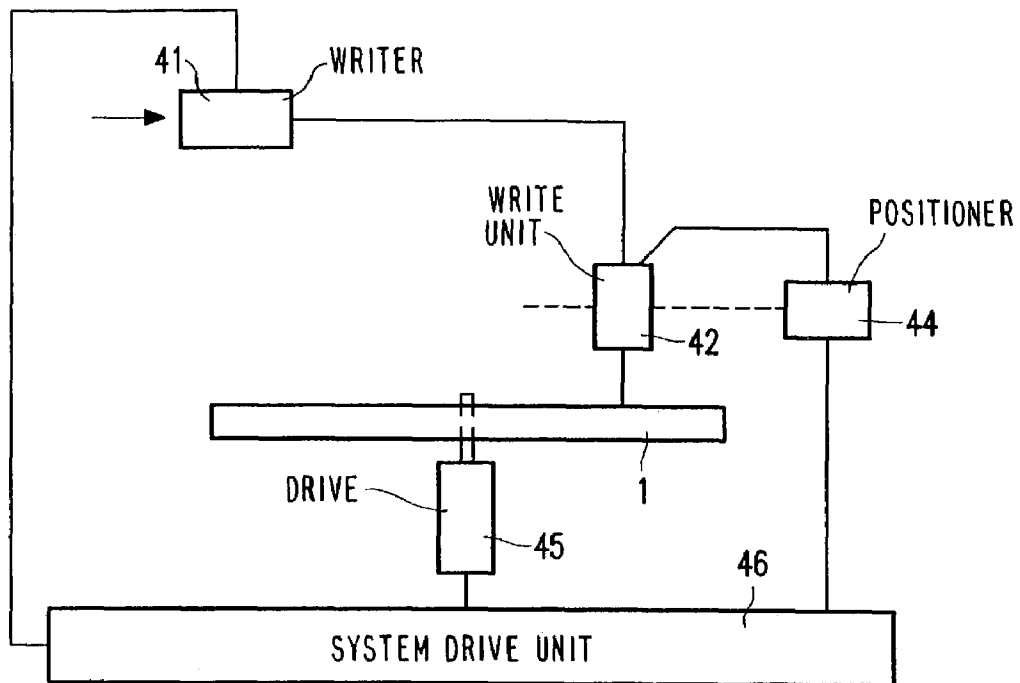 41
WRITER
WRITE
UNIT
POSITIONER
42
44
DRIVE
1
45
46
SYSTEM DRIVE UNIT